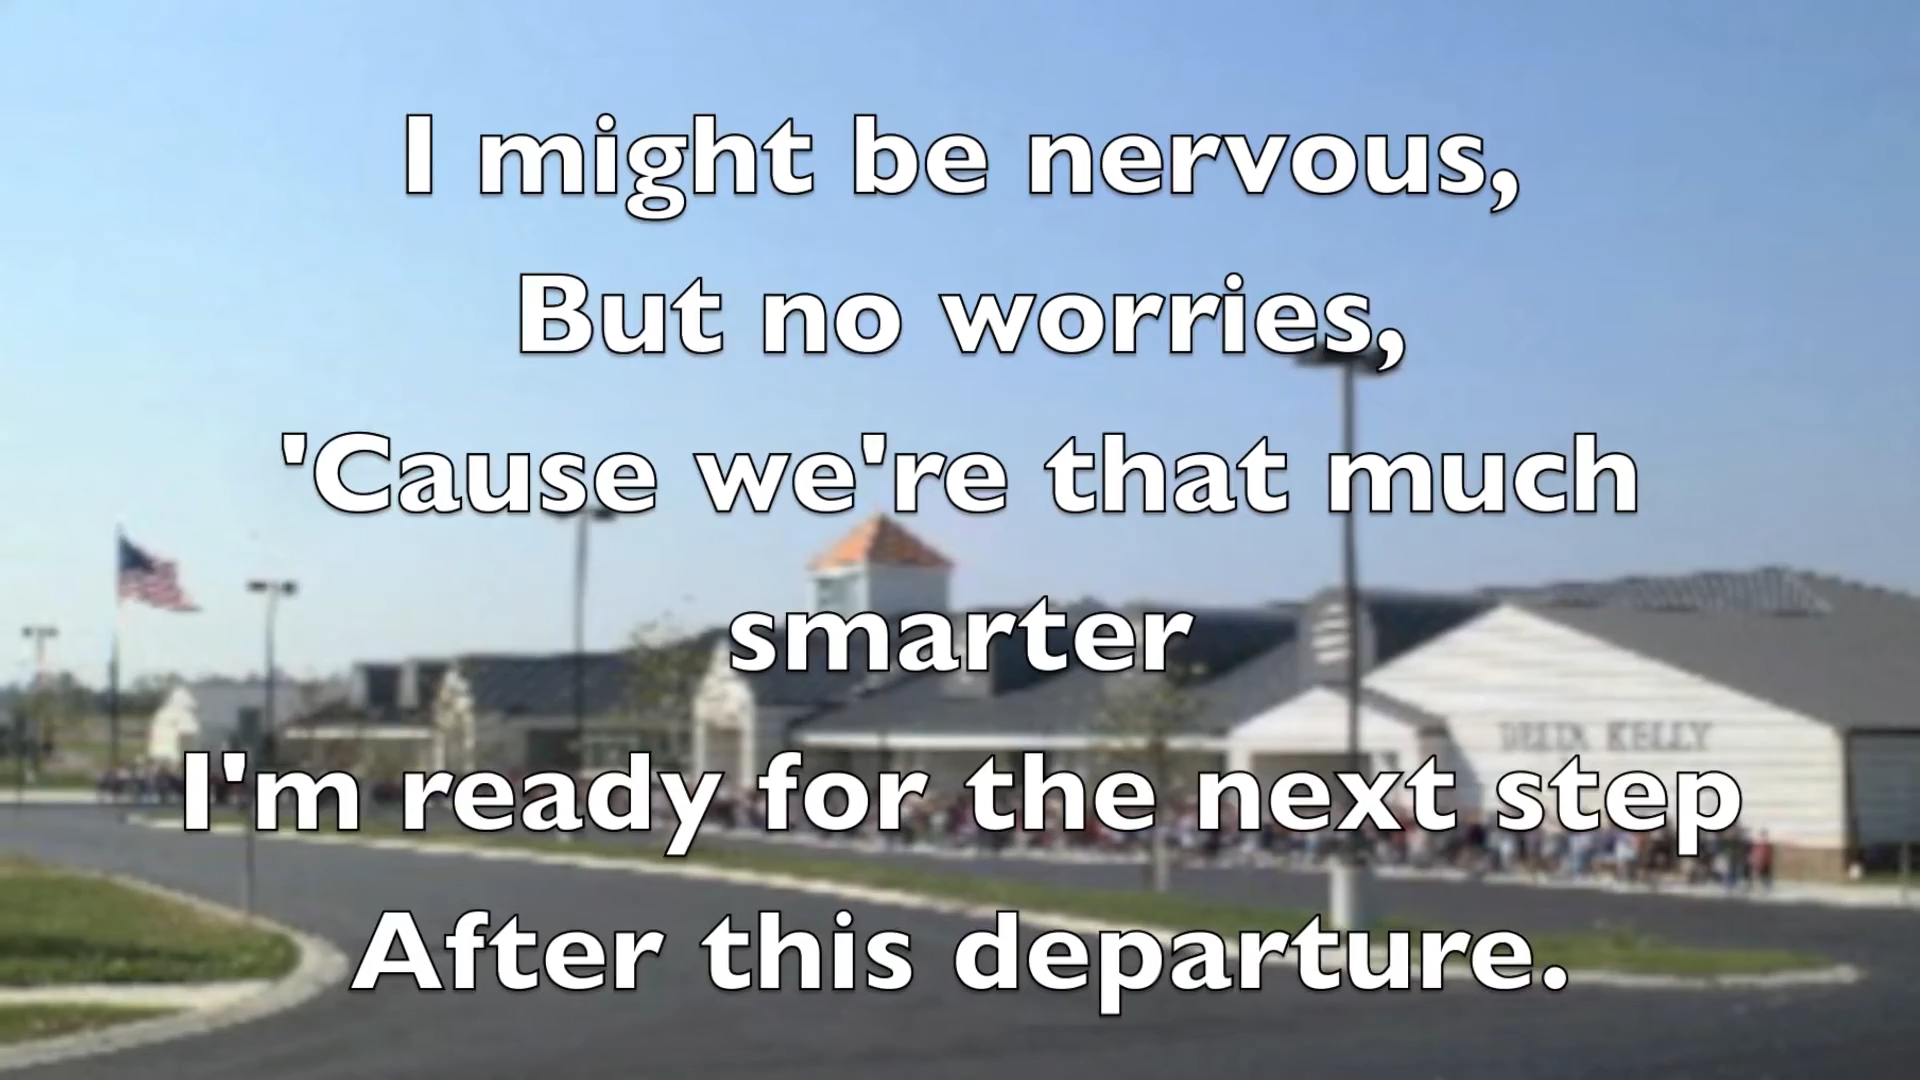 I might be nervous,
But no worries,
'Cause we're that much
smarter
I'm ready for the next step
After this departure.
DELTA KELLY